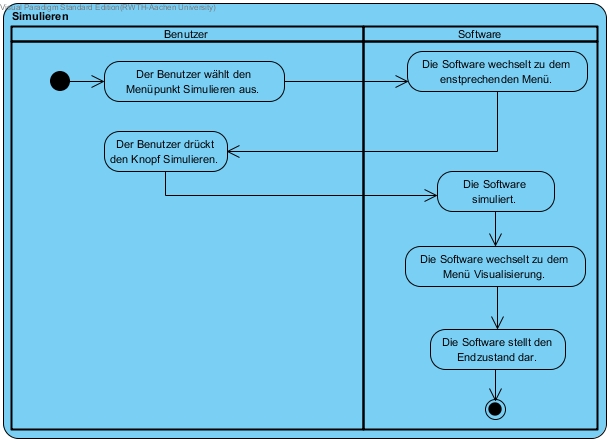 Visual Paradigm Standard Edition(RWTH-Aachen University)
Simulieren
Benutzer
Software
Der Benutzer wählt den
Menüpunkt Simulieren aus.
Die Software wechselt zu dem
enstprechenden Menü.
Der Benutzer drückt
den Knopf Simulieren.
Die Software
simuliert.
Die Software wechselt zu dem
Menü Visualisierung.
Die Software stellt den
Endzustand dar.